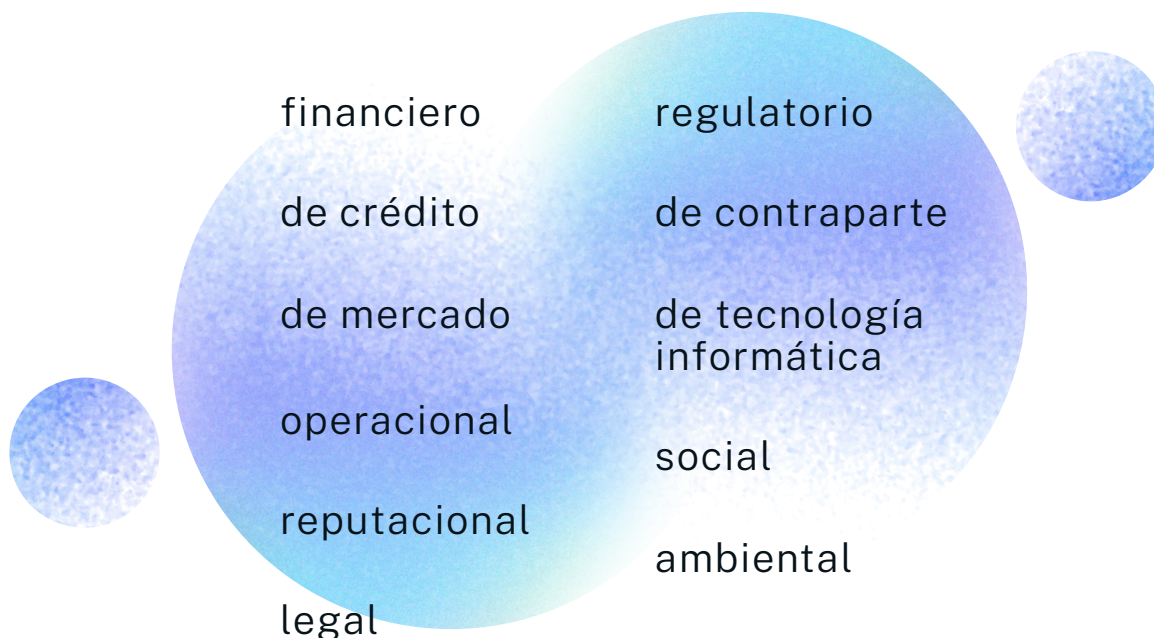 financiero
de crédito
de mercado
operacional
reputacional
legal
regulatorio
de contraparte
de tecnología
informática
social
ambiental